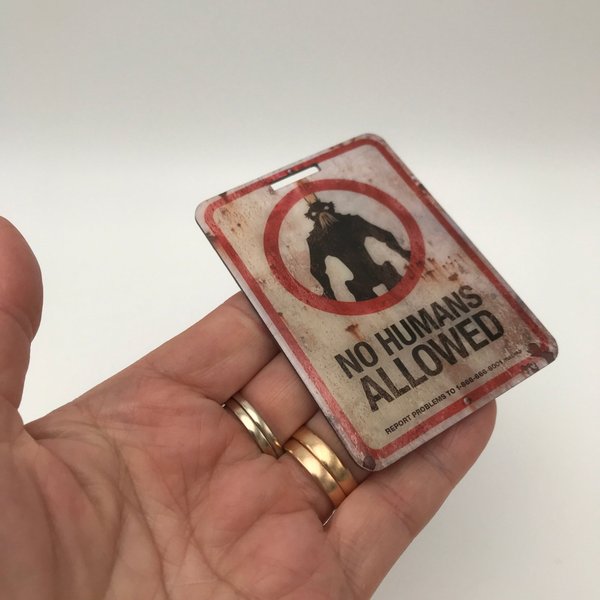 NO HUMANS
ALLOWED
REPORT PROBLEMS TO 1-866-666-6001